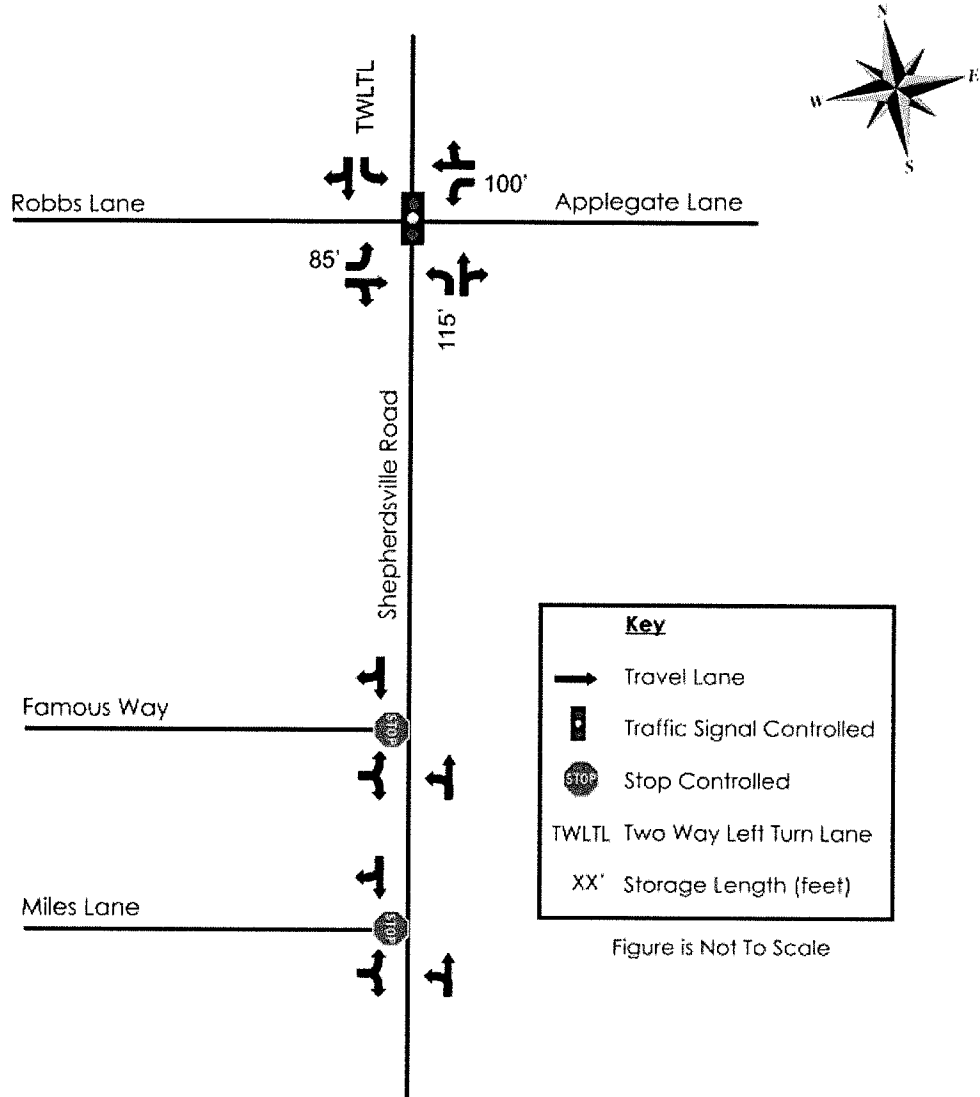 N
W
E
S
TWLTL
100'
Robbs Lane
Applegate Lane
85'
115'
Shepherdsville Road
Famous Way
STOP
Miles Lane
STOP
Key
Travel Lane
Traffic Signal Controlled
STOP Stop Controlled
TWLTL Two Way Left Turn Lane
XX' Storage Length (feet)
Figure is Not To Scale